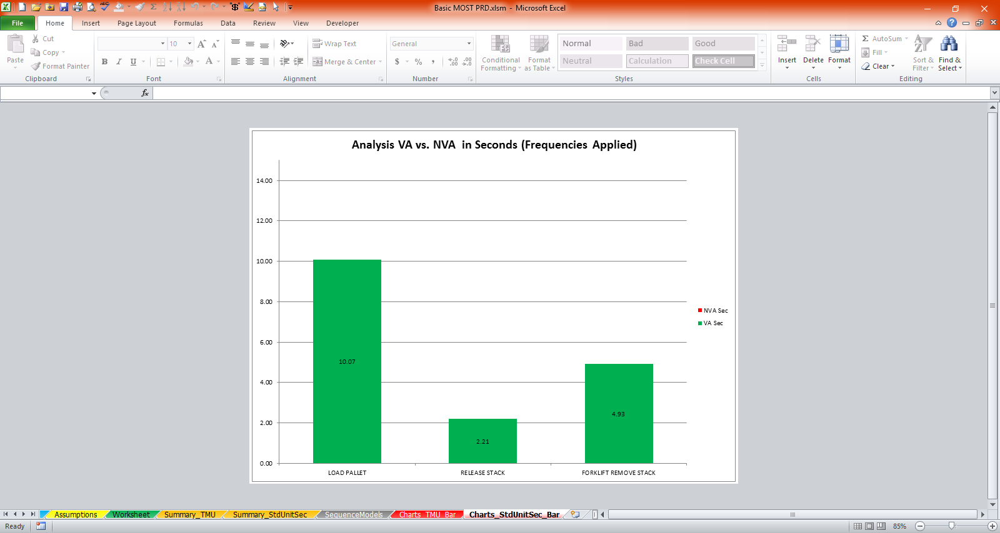 Basic MOST PRD.xlsm - Microsoft Excel
File Home Insert Page Layout Formulas Data Review View Developer
Paste
Cut
Copy
Format Painter
Clipboard
10
B I U
Font
Wrap Text
Merge & Center
Alignment
General
$ % ,
Number
Conditional Formatting
Format as Table
Normal Bad Good
Neutral Calculation Check Cell
Styles
Insert Delete Format
Cells
AutoSum
Fill
Clear
Sort & Filter
Find & Select
Editing
fx
Analysis VA vs. NVA in Seconds (Frequencies Applied)
14.00
12.00
10.00
8.00
6.00
4.00
2.00
0.00
10.07
2.21
4.93
LOAD PALLET RELEASE STACK FORKLIFT REMOVE STACK
NVA Sec
VA Sec
Assumptions Worksheet Summary_TMU Summary_StdUnitSec SequenceModels Charts_TMU_Bar Charts_StdUnitSec_Bar
Ready
85%